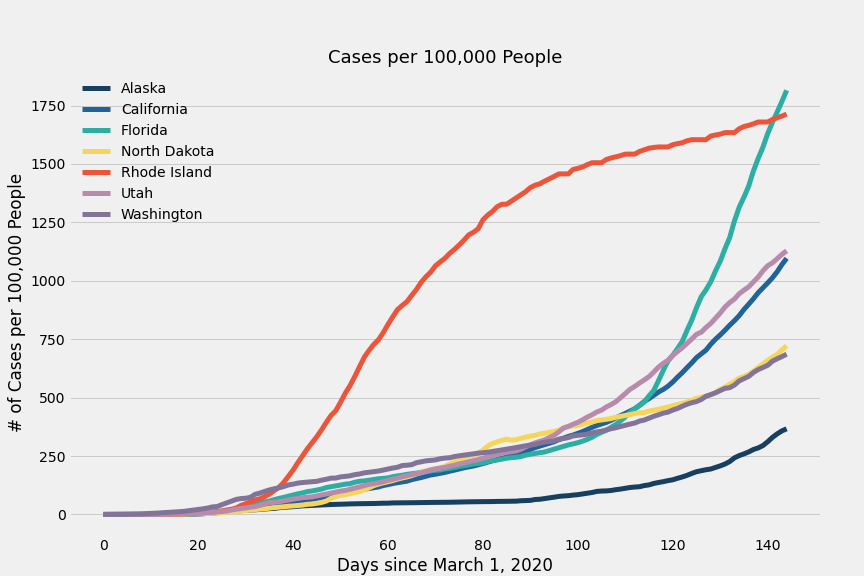 Cases per 100,000 People
Alaska
California
Florida
North Dakota
Rhode Island
Utah
Washington
# of Cases per 100,000 People
1750
1500
1250
1000
750
500
250
0
0 20 40 60 80 100 120 140
Days since March 1, 2020